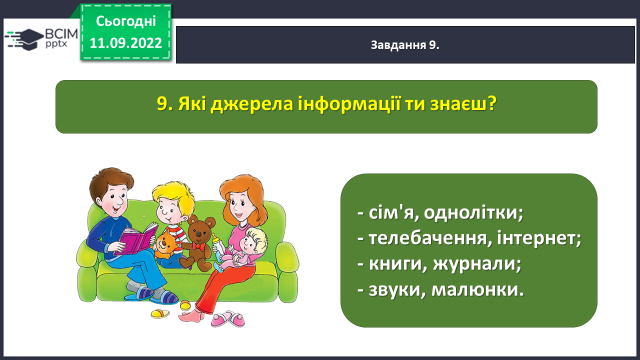 Сьогодні
11.09.2022
ВСІМ
pptx
Завдання 9.
9. Які джерела інформації ти знаєш?
- сім'я, однолітки;
- телебачення, інтернет;
- книги, журнали;
- звуки, малюнки.